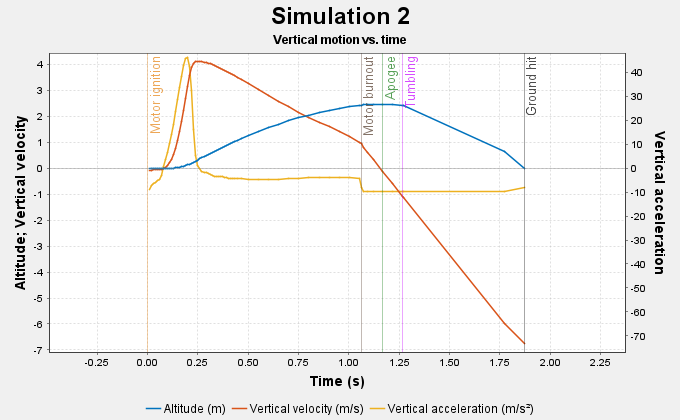 Simulation 2
Vertical motion vs. time
Motor ignition
Motor burnout
Apogee
Tumbling
Ground hit
Altitude; Vertical velocity
4
3
2
1
0
-1
-2
-3
-4
-5
-6
-7
Vertical acceleration
40
30
20
10
0
-10
-20
-30
-40
-50
-60
-70
-0.25 0.00 0.25 0.50 0.75 1.00 1.25 1.50 1.75 2.00 2.25
Time (s)
Altitude (m) Vertical velocity (m/s) Vertical acceleration (m/s²)